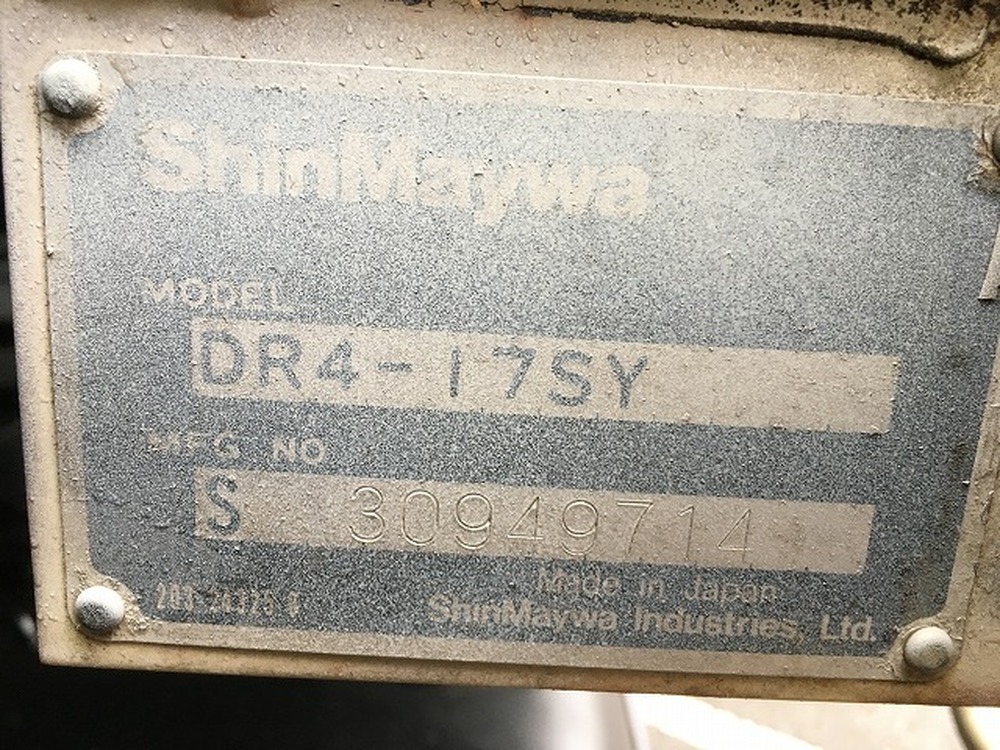 ShinMaywa
MODEL
DR4-17SY
MFG NO
S 30949714
Made in Japan
ShinMaywa Industries, Ltd.